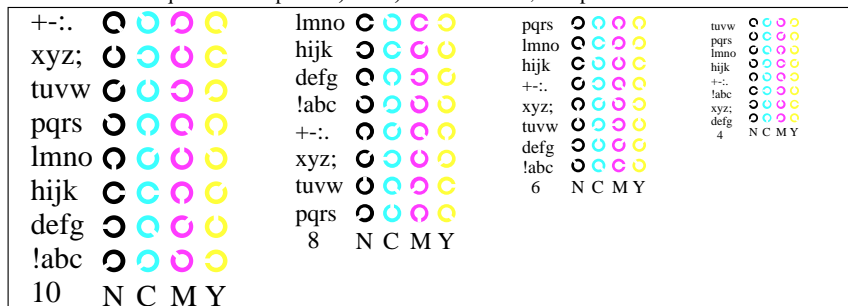 +-:.
xyz;
tuvw
pqrs
lmno
hijk
defg
!abc
10 N C M Y
lmno
hijk
defg
!abc
+-:.
xyz;
tuvw
pqrs
8 N C M Y
pqrs
lmno
hijk
+-:.
xyz;
tuvw
defg
!abc
6 N C M Y
tuvw
pqrs
lmno
hijk
+-:.
!abc
xyz;
defg
4 N C M Y